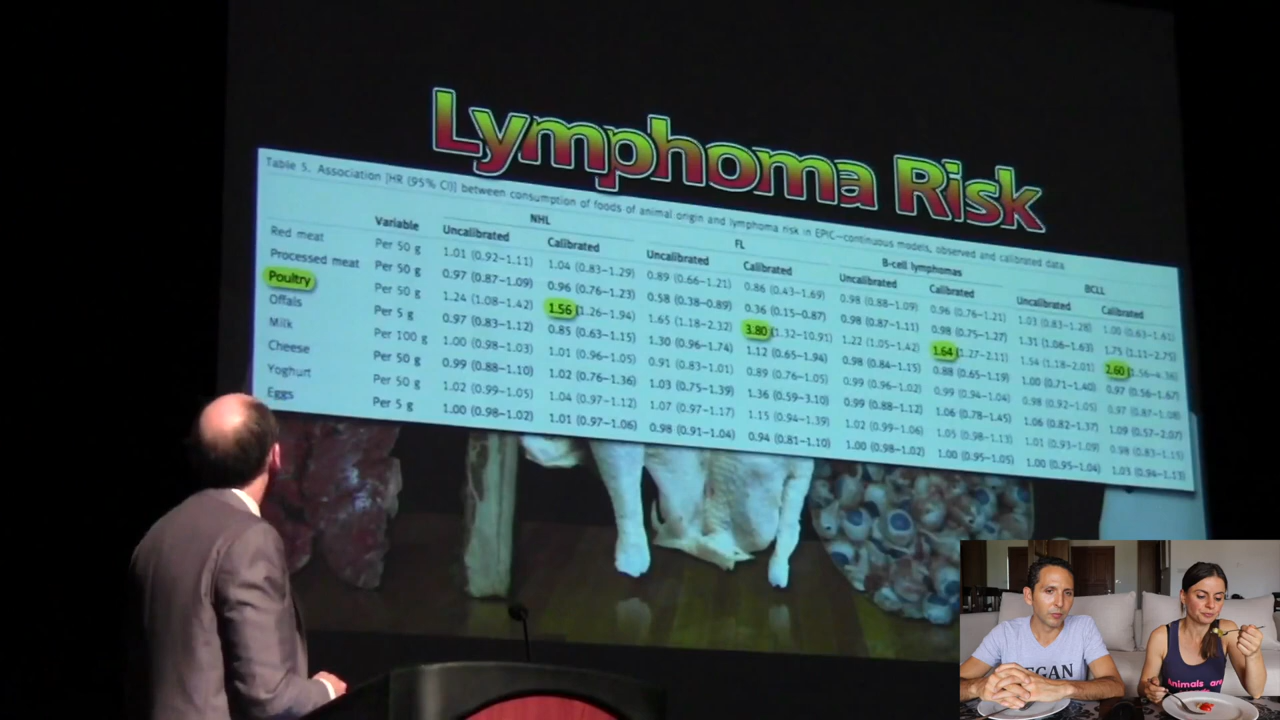 Lymphoma Risk
Table 5. Association [HR (95% CI)] between consumption of foods of animal origin and lymphoma risk in EPIC—continuous models, observed and calibrated data
Variable NHL FL B-cell lymphomas BCLL
Uncalibrated Calibrated Uncalibrated Calibrated Uncalibrated Calibrated Uncalibrated Calibrated
Red meat Per 50 g 1.01 (0.92–1.11) 1.04 (0.83–1.29) 0.89 (0.66–1.21) 0.86 (0.43–1.69) 0.98 (0.88–1.09) 0.96 (0.76–1.21) 1.03 (0.83–1.28) 1.00 (0.63–1.61)
Processed meat Per 50 g 0.97 (0.87–1.09) 0.96 (0.76–1.23) 0.58 (0.38–0.89) 0.36 (0.15–0.87) 0.98 (0.87–1.11) 0.98 (0.75–1.27) 1.31 (1.06–1.63) 1.75 (1.11–2.75)
Poultry Per 50 g 1.24 (1.08–1.42) 1.56 (1.26–1.94) 1.65 (1.18–2.32) 3.80 (1.32–10.91) 1.22 (1.05–1.42) 1.64 (1.27–2.11) 1.54 (1.18–2.01) 2.60 (1.56–4.36)
Offals Per 5 g 0.97 (0.83–1.12) 0.85 (0.63–1.15) 1.30 (0.96–1.74) 1.12 (0.65–1.94) 0.98 (0.84–1.15) 0.88 (0.65–1.19) 1.00 (0.71–1.40) 0.97 (0.56–1.67)
Milk Per 100 g 1.00 (0.98–1.03) 1.01 (0.96–1.05) 0.91 (0.83–1.01) 0.89 (0.76–1.05) 0.99 (0.96–1.02) 0.99 (0.94–1.04) 0.98 (0.92–1.05) 0.97 (0.87–1.08)
Cheese Per 50 g 0.99 (0.88–1.10) 1.02 (0.76–1.36) 1.03 (0.75–1.39) 1.36 (0.59–3.10) 0.99 (0.88–1.12) 1.06 (0.78–1.45) 1.06 (0.82–1.37) 1.09 (0.57–2.07)
Yoghurt Per 50 g 1.02 (0.99–1.05) 1.04 (0.97–1.12) 1.07 (0.97–1.17) 1.15 (0.94–1.39) 1.02 (0.99–1.06) 1.05 (0.98–1.13) 1.01 (0.93–1.09) 0.98 (0.83–1.15)
Eggs Per 5 g 1.00 (0.98–1.02) 1.01 (0.97–1.06) 0.98 (0.91–1.04) 0.94 (0.81–1.10) 1.00 (0.98–1.02) 1.00 (0.95–1.05) 1.00 (0.95–1.04) 1.03 (0.94–1.13)
EGAN
Animals are